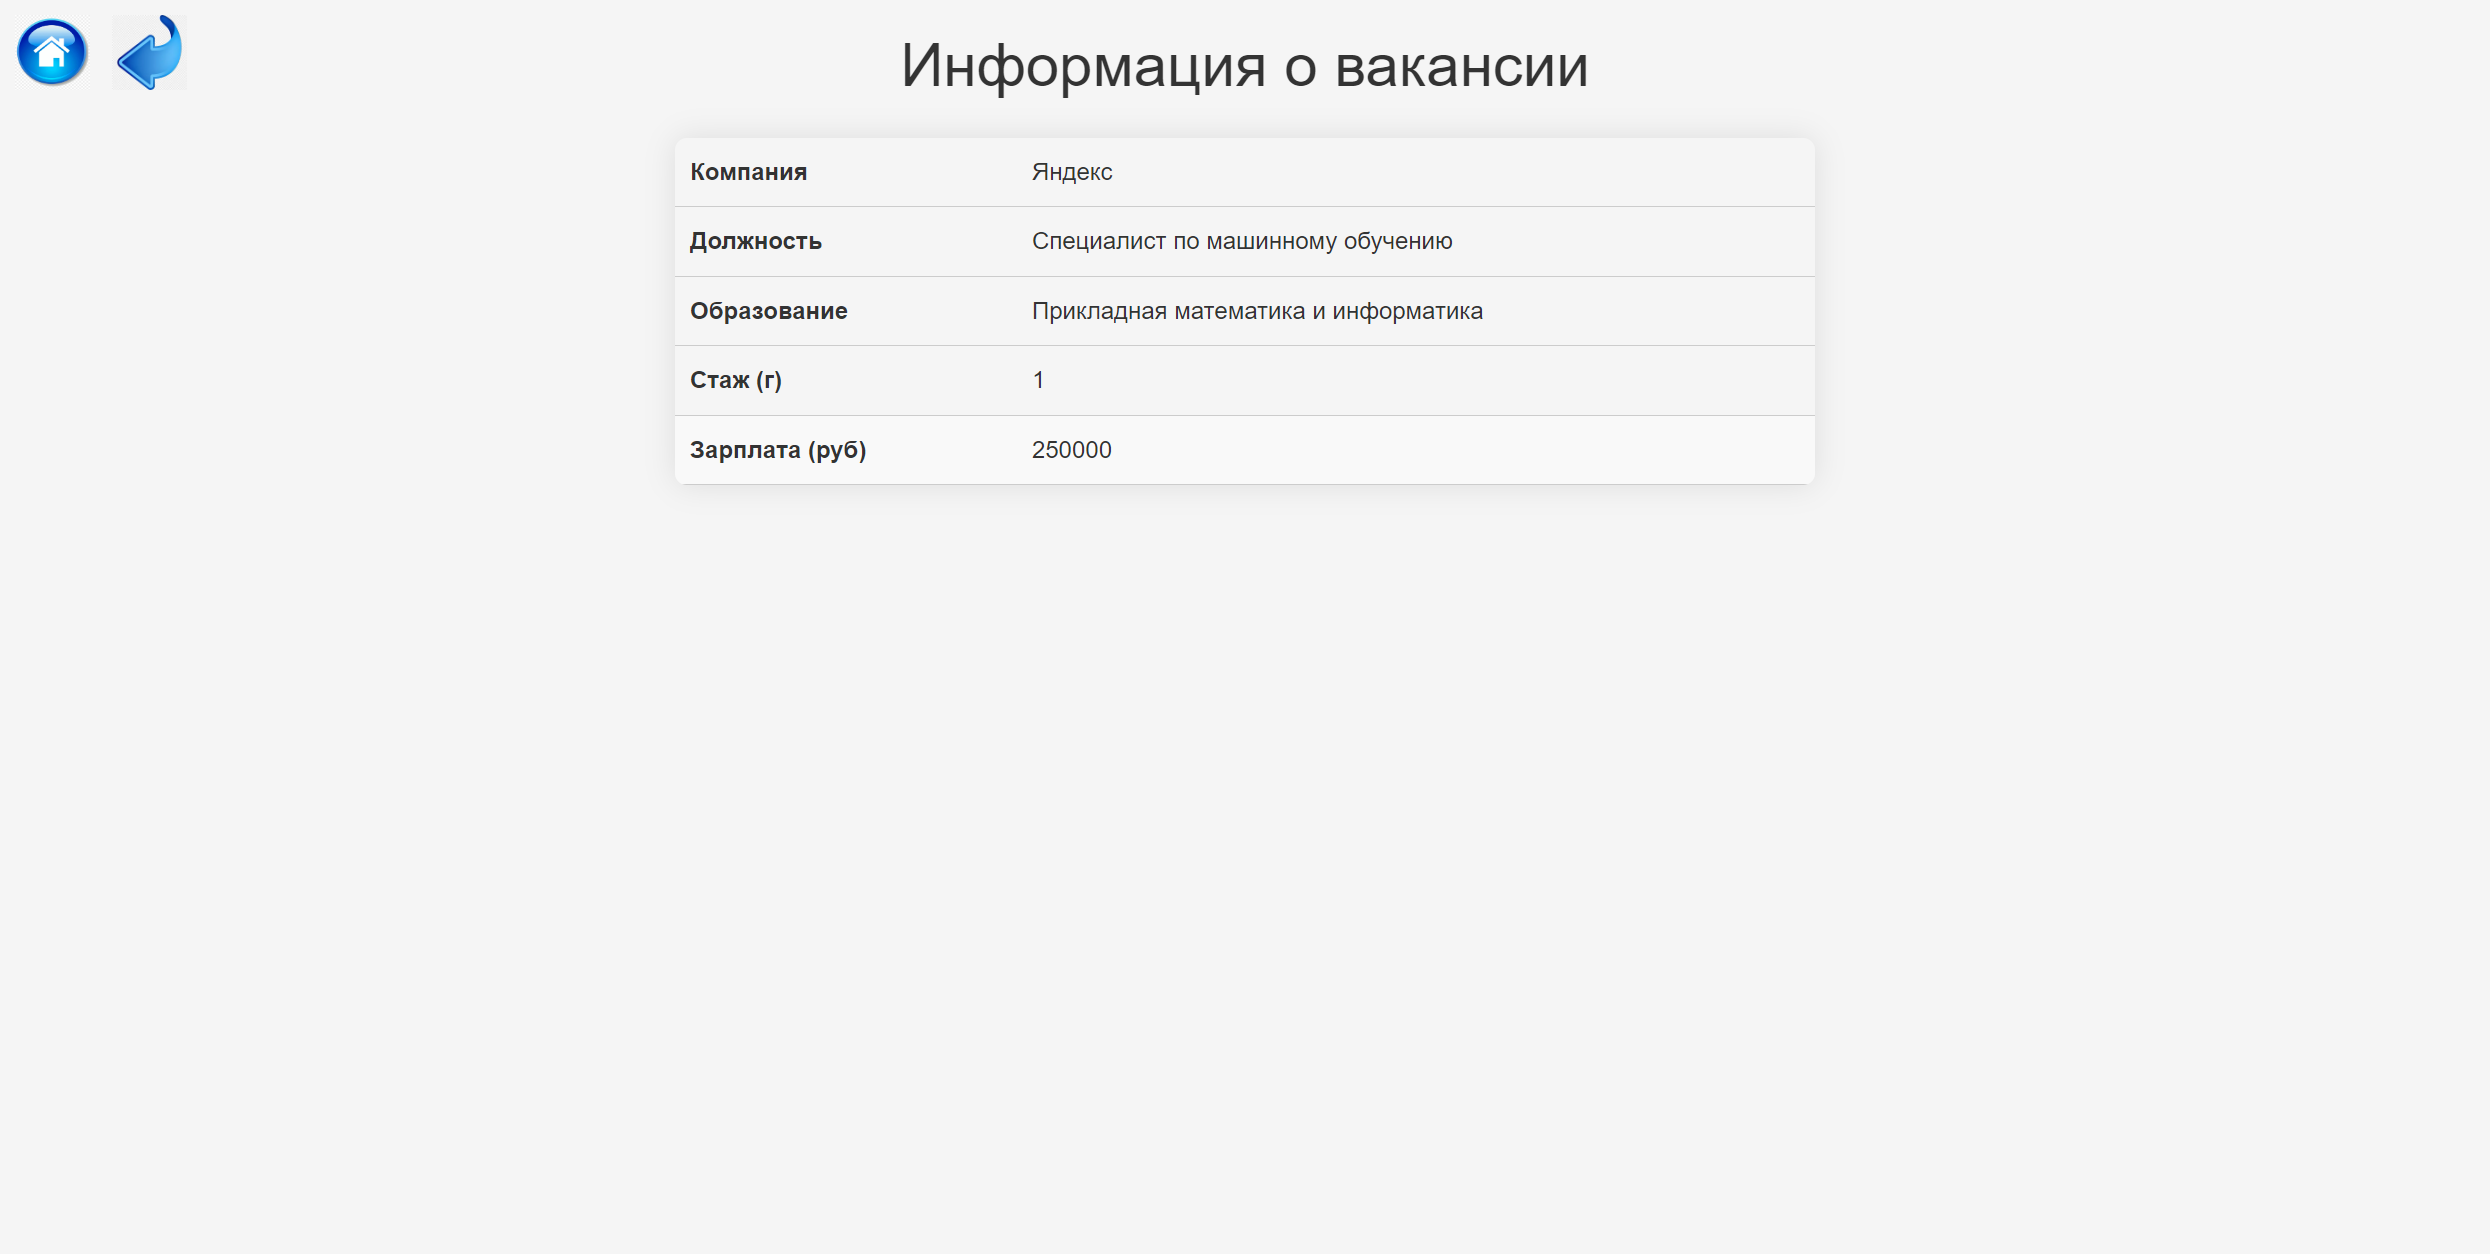 Информация о вакансии
Компания Яндекс
Должность Специалист по машинному обучению
Образование Прикладная математика и информатика
Стаж (г) 1
Зарплата (руб) 250000